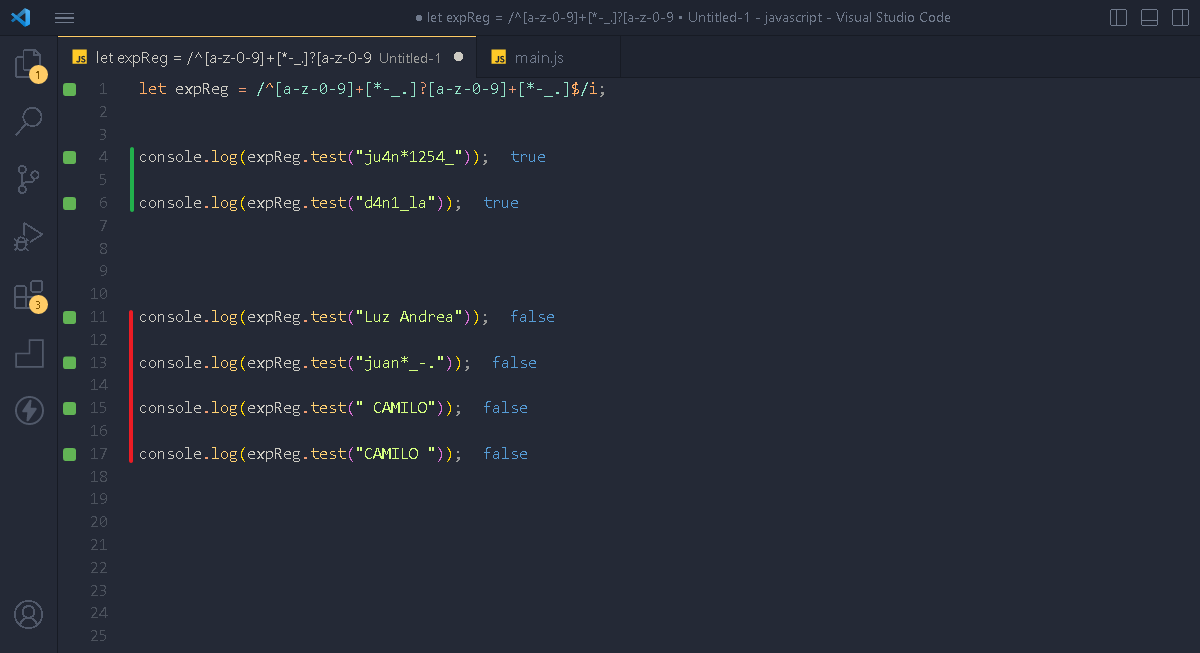 ● let expReg = /^[a-z-0-9]+[*-_.]?[a-z-0-9 • Untitled-1 - javascript - Visual Studio Code
JS let expReg = /^[a-z-0-9]+[*-_.]?[a-z-0-9 Untitled-1 ● JS main.js
1
3
1 let expReg = /^[a-z-0-9]+[*-_.]?[a-z-0-9]+[*-_.]$/i;
2
3
4 console.log(expReg.test("ju4n*1254_")); true
5
6 console.log(expReg.test("d4n1_la")); true
7
8
9
10
11 console.log(expReg.test("Luz Andrea")); false
12
13 console.log(expReg.test("juan*_-.")); false
14
15 console.log(expReg.test(" CAMILO")); false
16
17 console.log(expReg.test("CAMILO ")); false
18
19
20
21
22
23
24
25